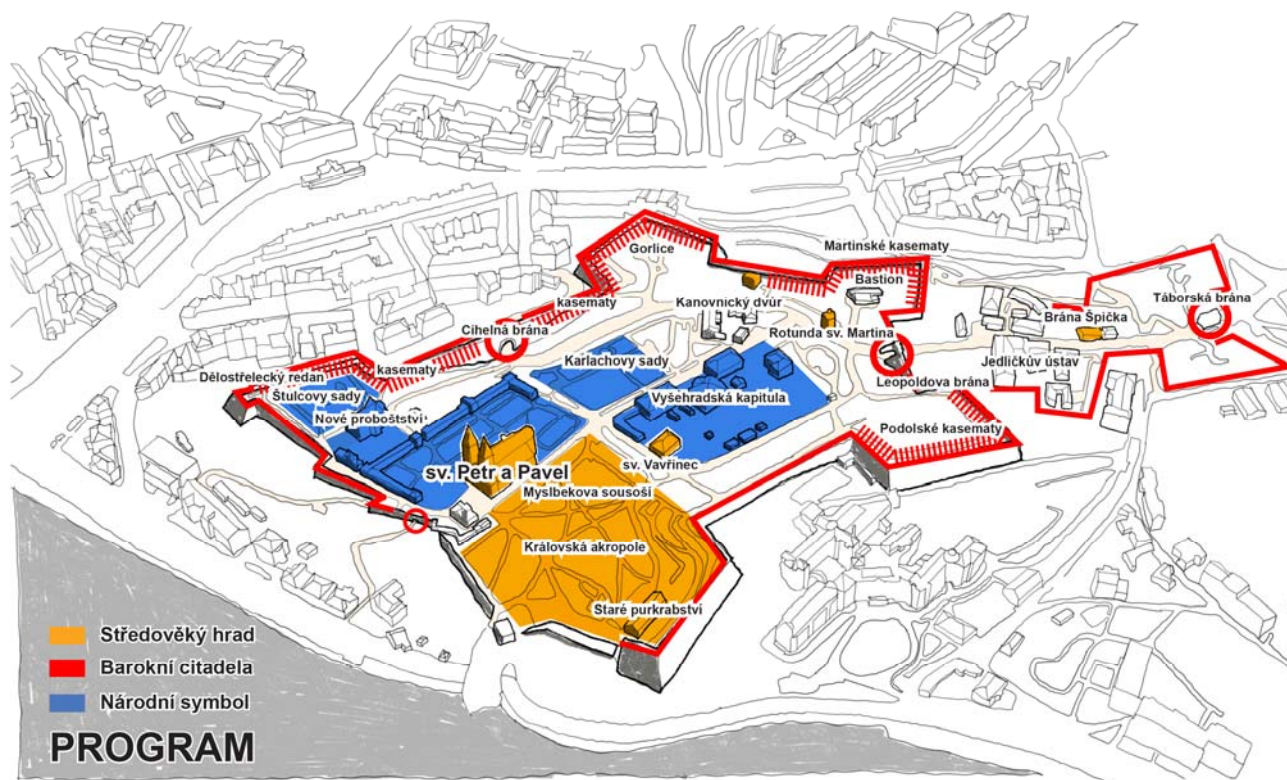 Gorlice
Martinské kasematy
Bastion
kasematy
Kanovnický dvůr
Táborská brána
Brána Špička
Cihelná brána
Rotunda sv. Martina
Karlachovy sady
Jedličkův ústav
Dělostřelecký redan
kasematy
Leopoldova brána
Štulcovy sady
Vyšehradská kapitula
Nové proboštství
Podolské kasematy
sv. Petr a Pavel
sv. Vavřinec
Myslbekova sousoší
Královská akropole
Staré purkrabství
Středověký hrad
Barokní citadela
Národní symbol
PROGRAM